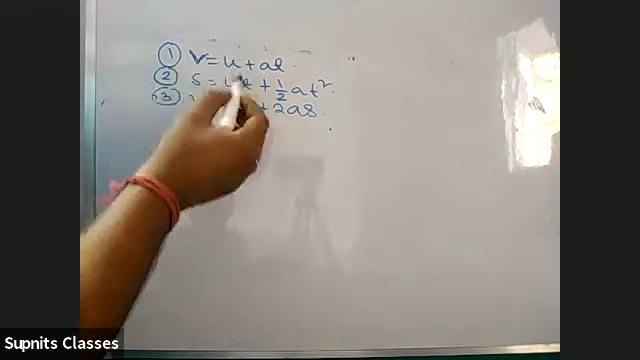 ① V=u+at
② S = ut + ½at².
③ + 2as.
Supnits Classes